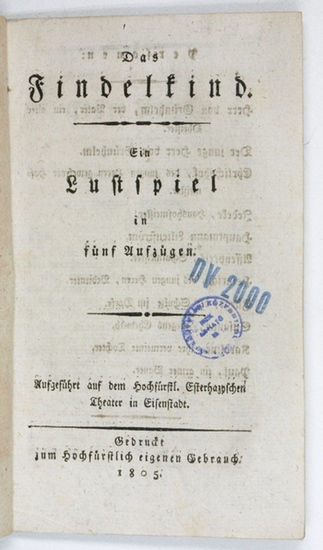 Das
Findelkind.
Ein
Lustspiel
in
fünf Aufzügen.
DV 2000
Aufgeführt auf dem Hochfürstl. Esterhazyschen
Theater in Eisenstadt.
Gedruckt
zum Hochfürstlich eigenen Gebrauch.
1805.